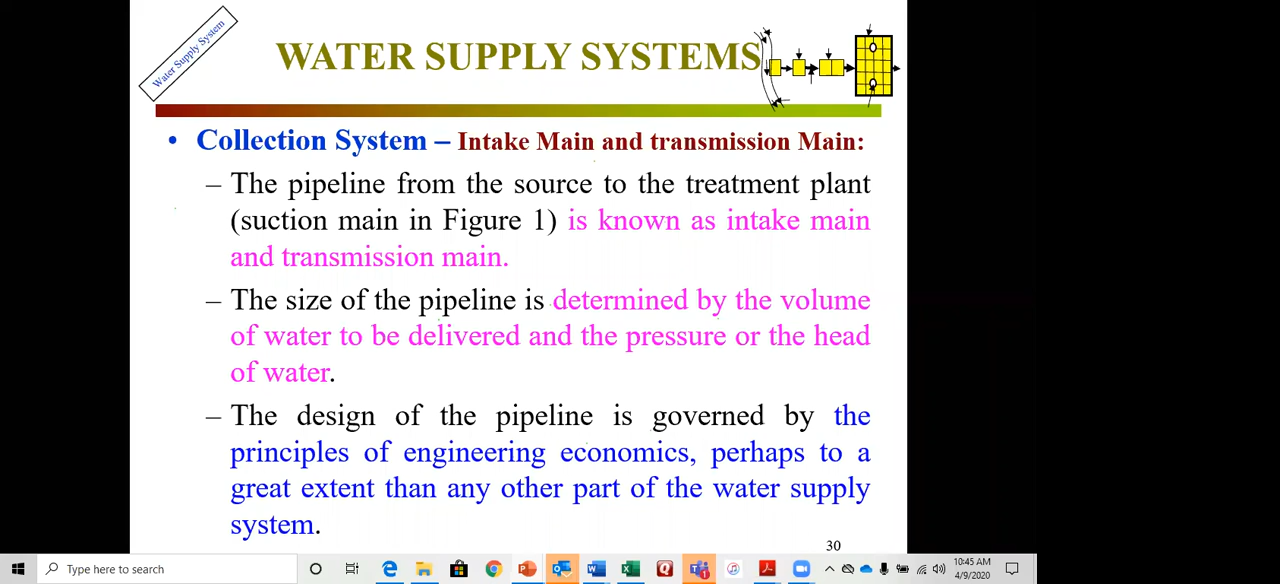 Water Supply System
WATER SUPPLY SYSTEMS
• Collection System – Intake Main and transmission Main:
– The pipeline from the source to the treatment plant
(suction main in Figure 1) is known as intake main
and transmission main.
– The size of the pipeline is determined by the volume
of water to be delivered and the pressure or the head
of water.
– The design of the pipeline is governed by the
principles of engineering economics, perhaps to a
great extent than any other part of the water supply
system.
30
Type here to search
10:45 AM
4/9/2020